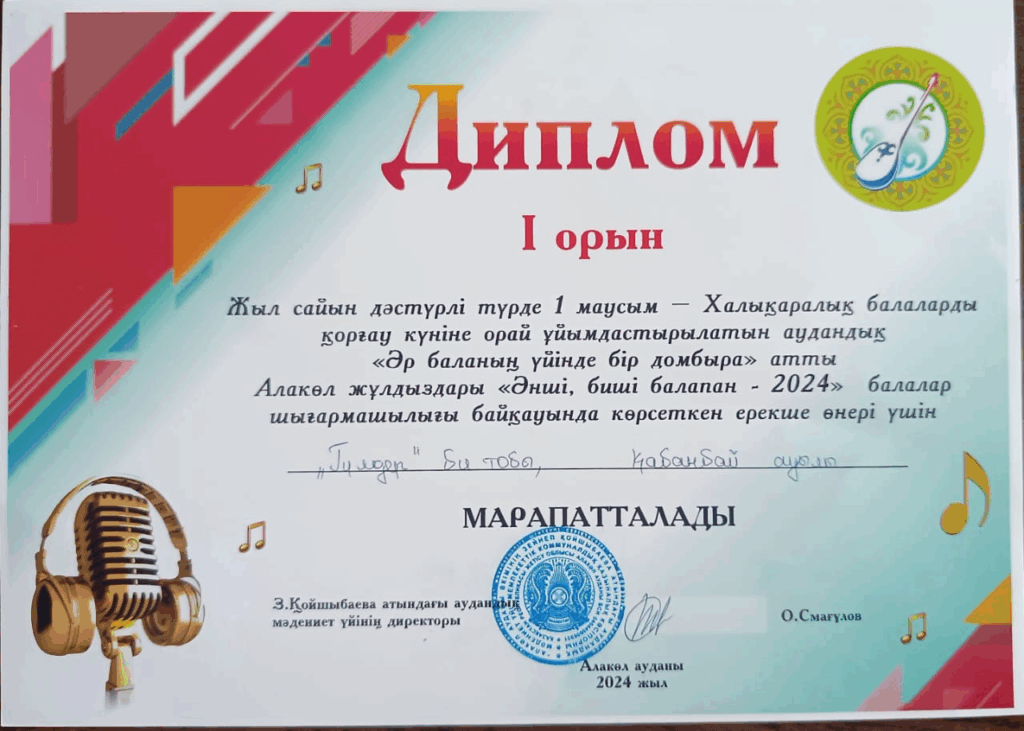 Диплом
І орын
Жыл сайын дәстүрлі түрде 1 маусым – Халықаралық балаларды
қорғау күніне орай ұйымдастырылатын аудандық
«Әр баланың үйінде бір домбыра» атты
Алакөл жұлдыздары «Әнші, биші балапан - 2024» балалар
шығармашылығы байқауында көрсеткен ерекше өнері үшін
„Гүлдер" би тобы, Қабанбай ауылы
МАРАПАТТАЛАДЫ
З.Қойшыбаева атындағы аудандық
мәдениет үйінің директоры
О.Смағұлов
Алакөл ауданы
2024 жыл